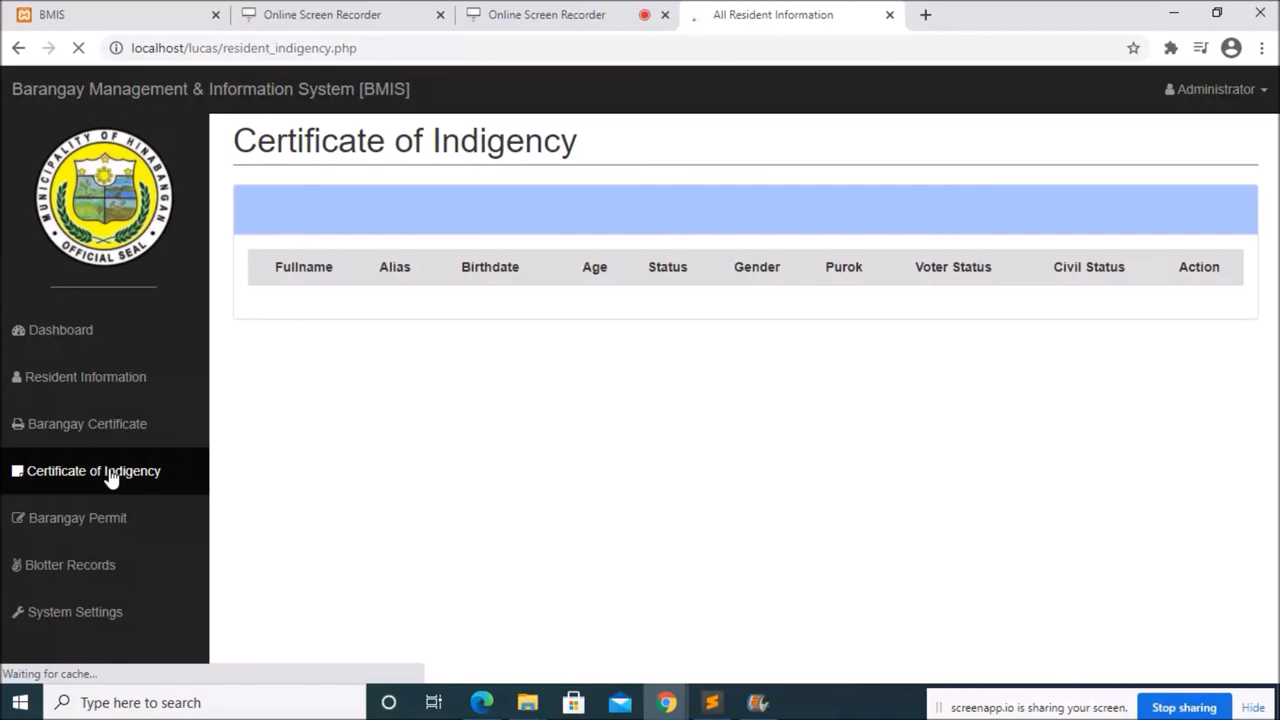 BMIS
Online Screen Recorder
Online Screen Recorder
All Resident Information
localhost/lucas/resident_indigency.php
Barangay Management & Information System [BMIS]
Administrator
MUNICIPALITY OF HINABANGAN
OFFICIAL SEAL
Certificate of Indigency
Fullname Alias Birthdate Age Status Gender Purok Voter Status Civil Status Action
Dashboard
Resident Information
Barangay Certificate
Certificate of Indigency
Barangay Permit
Blotter Records
System Settings
Waiting for cache...
Type here to search
screenapp.io is sharing your screen.
Stop sharing
Hide